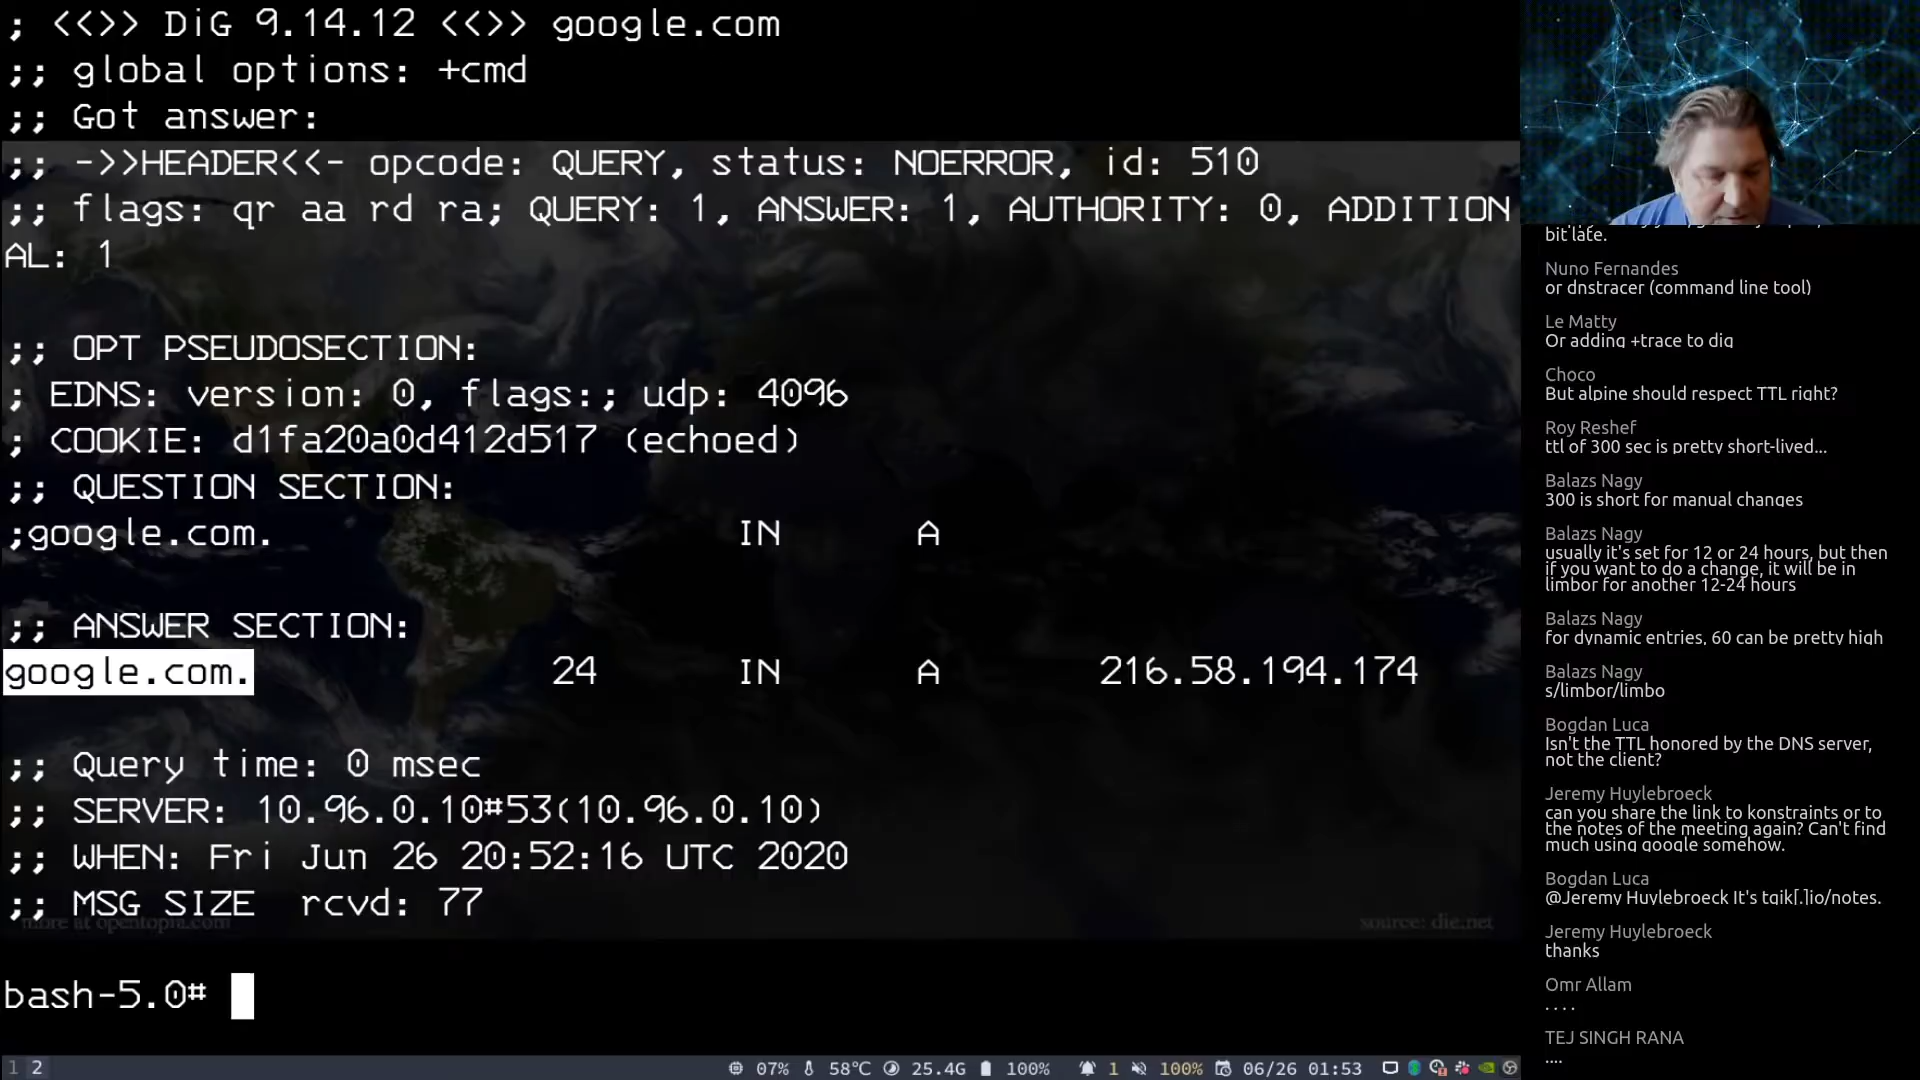 ; <<>> DiG 9.14.12 <<>> google.com
;; global options: +cmd
;; Got answer:
;; ->>HEADER<<- opcode: QUERY, status: NOERROR, id: 510
;; flags: qr aa rd ra; QUERY: 1, ANSWER: 1, AUTHORITY: 0, ADDITION
AL: 1
;; OPT PSEUDOSECTION:
; EDNS: version: 0, flags:; udp: 4096
; COOKIE: d1fa20a0d412d517 (echoed)
;; QUESTION SECTION:
;google.com. IN A
;; ANSWER SECTION:
google.com. 24 IN A 216.58.194.174
;; Query time: 0 msec
;; SERVER: 10.96.0.10#53(10.96.0.10)
;; WHEN: Fri Jun 26 20:52:16 UTC 2020
;; MSG SIZE rcvd: 77
more at opentopia.com
source: die.net
bash-5.0#
1 2
07% 58℃ 25.4G 100% 1 100% 06/26 01:53
bit late.
Nuno Fernandes
or dnstracer (command line tool)
Le Matty
Or adding +trace to dig
Choco
But alpine should respect TTL right?
Roy Reshef
ttl of 300 sec is pretty short-lived...
Balazs Nagy
300 is short for manual changes
Balazs Nagy
usually it's set for 12 or 24 hours, but then
if you want to do a change, it will be in
limbor for another 12-24 hours
Balazs Nagy
for dynamic entries, 60 can be pretty high
Balazs Nagy
s/limbor/limbo
Bogdan Luca
Isn't the TTL honored by the DNS server,
not the client?
Jeremy Huylebroeck
can you share the link to konstraints or to
the notes of the meeting again? Can't find
much using google somehow.
Bogdan Luca
@Jeremy Huylebroeck It's tgik[.]io/notes.
Jeremy Huylebroeck
thanks
Omr Allam
. . . .
TEJ SINGH RANA
....